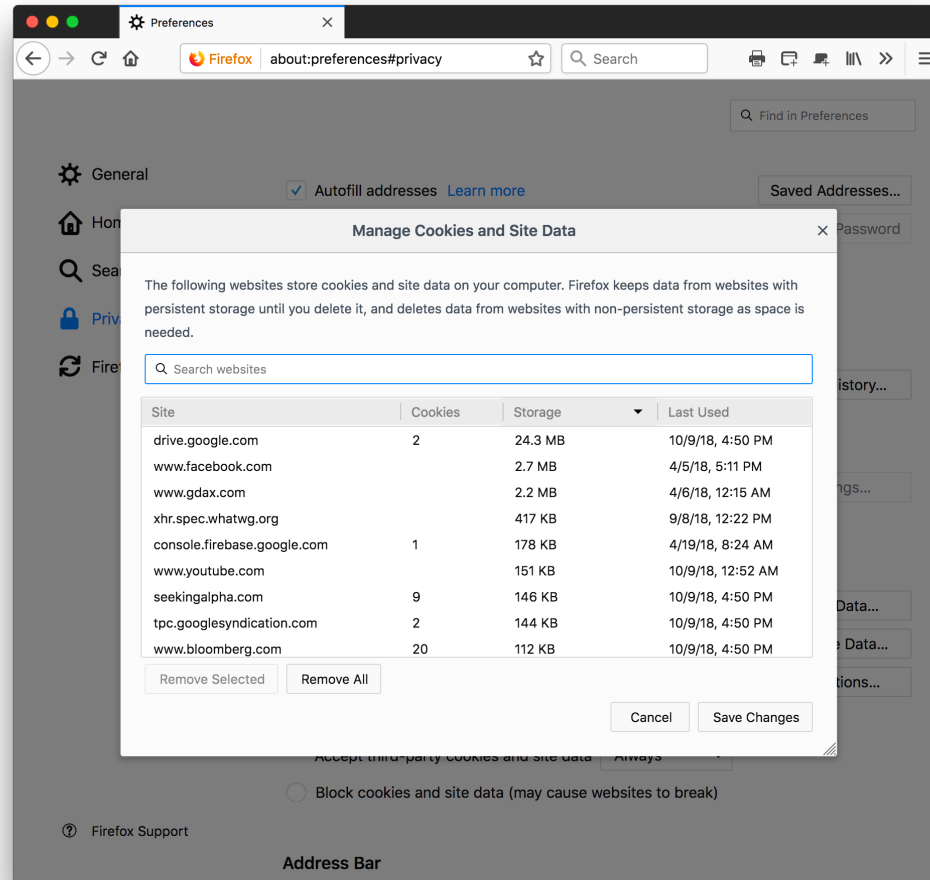 Preferences
Firefox about:preferences#privacy Search
Find in Preferences
General
Autofill addresses Learn more Saved Addresses...
Password
Manage Cookies and Site Data
The following websites store cookies and site data on your computer. Firefox keeps data from websites with
persistent storage until you delete it, and deletes data from websites with non-persistent storage as space is
needed.
Search websites
Site Cookies Storage Last Used
drive.google.com 2 24.3 MB 10/9/18, 4:50 PM
www.facebook.com 2.7 MB 4/5/18, 5:11 PM
www.gdax.com 2.2 MB 4/6/18, 12:15 AM
xhr.spec.whatwg.org 417 KB 9/8/18, 12:22 PM
console.firebase.google.com 1 178 KB 4/19/18, 8:24 AM
www.youtube.com 151 KB 10/9/18, 12:52 AM
seekingalpha.com 9 146 KB 10/9/18, 4:50 PM
tpc.googlesyndication.com 2 144 KB 10/9/18, 4:50 PM
www.bloomberg.com 20 112 KB 10/9/18, 4:50 PM
Remove Selected Remove All
Cancel Save Changes
Data...
Data...
Accept third-party cookies and site data Always
Block cookies and site data (may cause websites to break)
Firefox Support
Address Bar